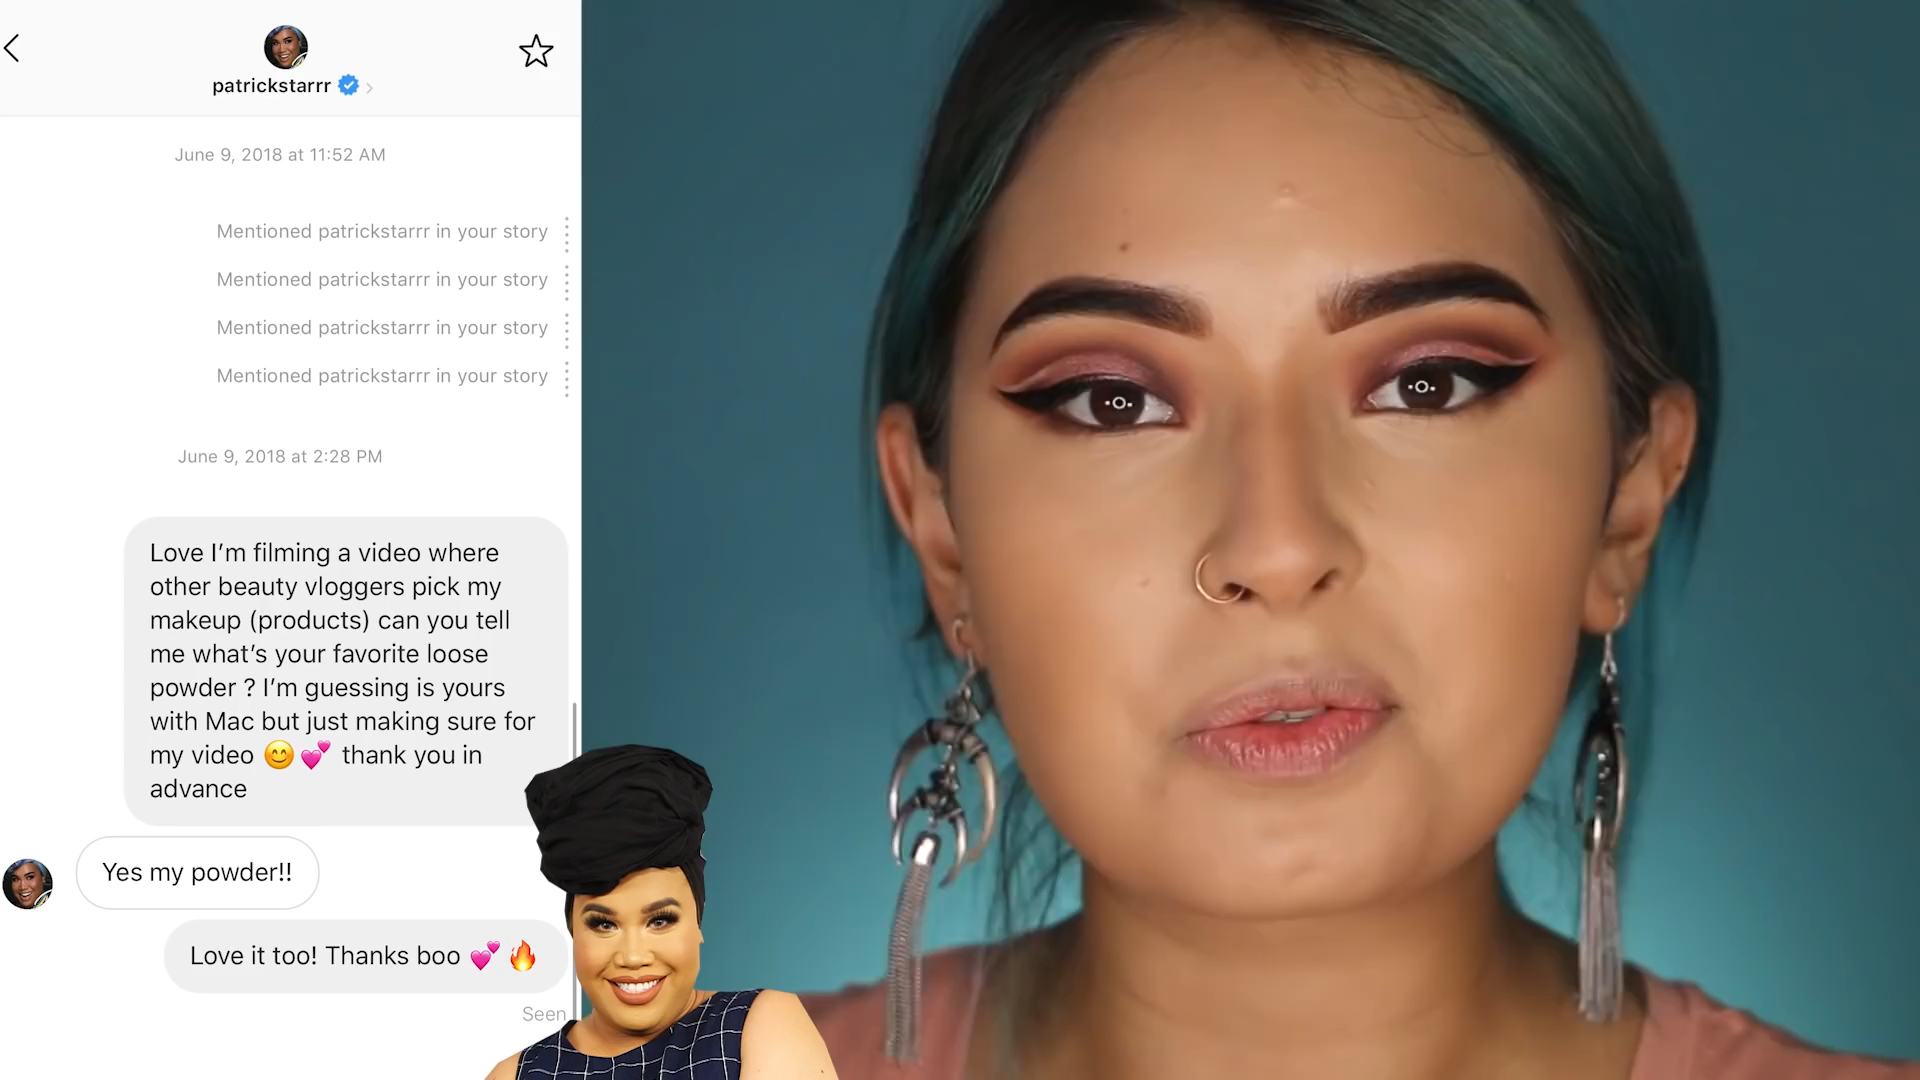 patrickstarrr
June 9, 2018 at 11:52 AM
Mentioned patrickstarrr in your story
Mentioned patrickstarrr in your story
Mentioned patrickstarrr in your story
Mentioned patrickstarrr in your story
June 9, 2018 at 2:28 PM
Love I’m filming a video where
other beauty vloggers pick my
makeup (products) can you tell
me what’s your favorite loose
powder ? I’m guessing is yours
with Mac but just making sure for
my video 😊 💕 thank you in
advance
Yes my powder!!
Love it too! Thanks boo 💕 🔥
Seen